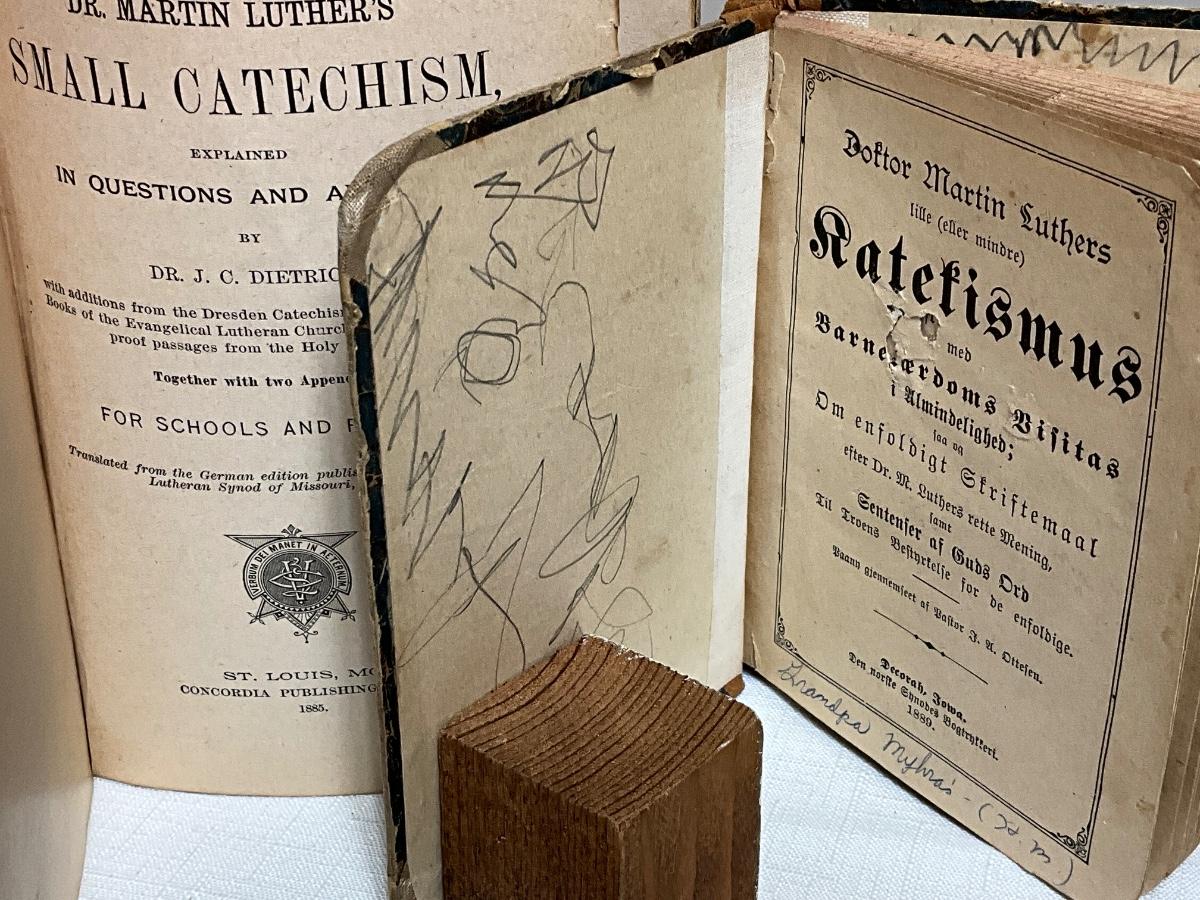 DR. MARTIN LUTHER'S
SMALL CATECHISM,
EXPLAINED
IN QUESTIONS AND A
BY
DR. J. C. DIETRIC
with additions from the Dresden Catechis
Books of the Evangelical Lutheran Churc
proof passages from the Holy
Together with two Appen
FOR SCHOOLS AND F
Translated from the German edition publis
Lutheran Synod of Missouri,
VERBUM DEI MANET IN AETERNUM
ST. LOUIS, MO
CONCORDIA PUBLISHING
1885.
Doktor Martin Luthers
lille (eller mindre)
Katekismus
med
Barnelærdoms Visitas
i Almindelighed;
saa og
Om enfoldigt Skriftemaal
efter Dr. M. Luthers rette Mening,
samt
Sentenser af Guds Ord
Til Troens Bestyrkelse for de enfoldige.
Paany gjennemseet af Pastor J. A. Ottesen.
Decorah, Iowa.
Den norske Synodes Bogtrykkeri.
1889.
Grandpa Myhra's -